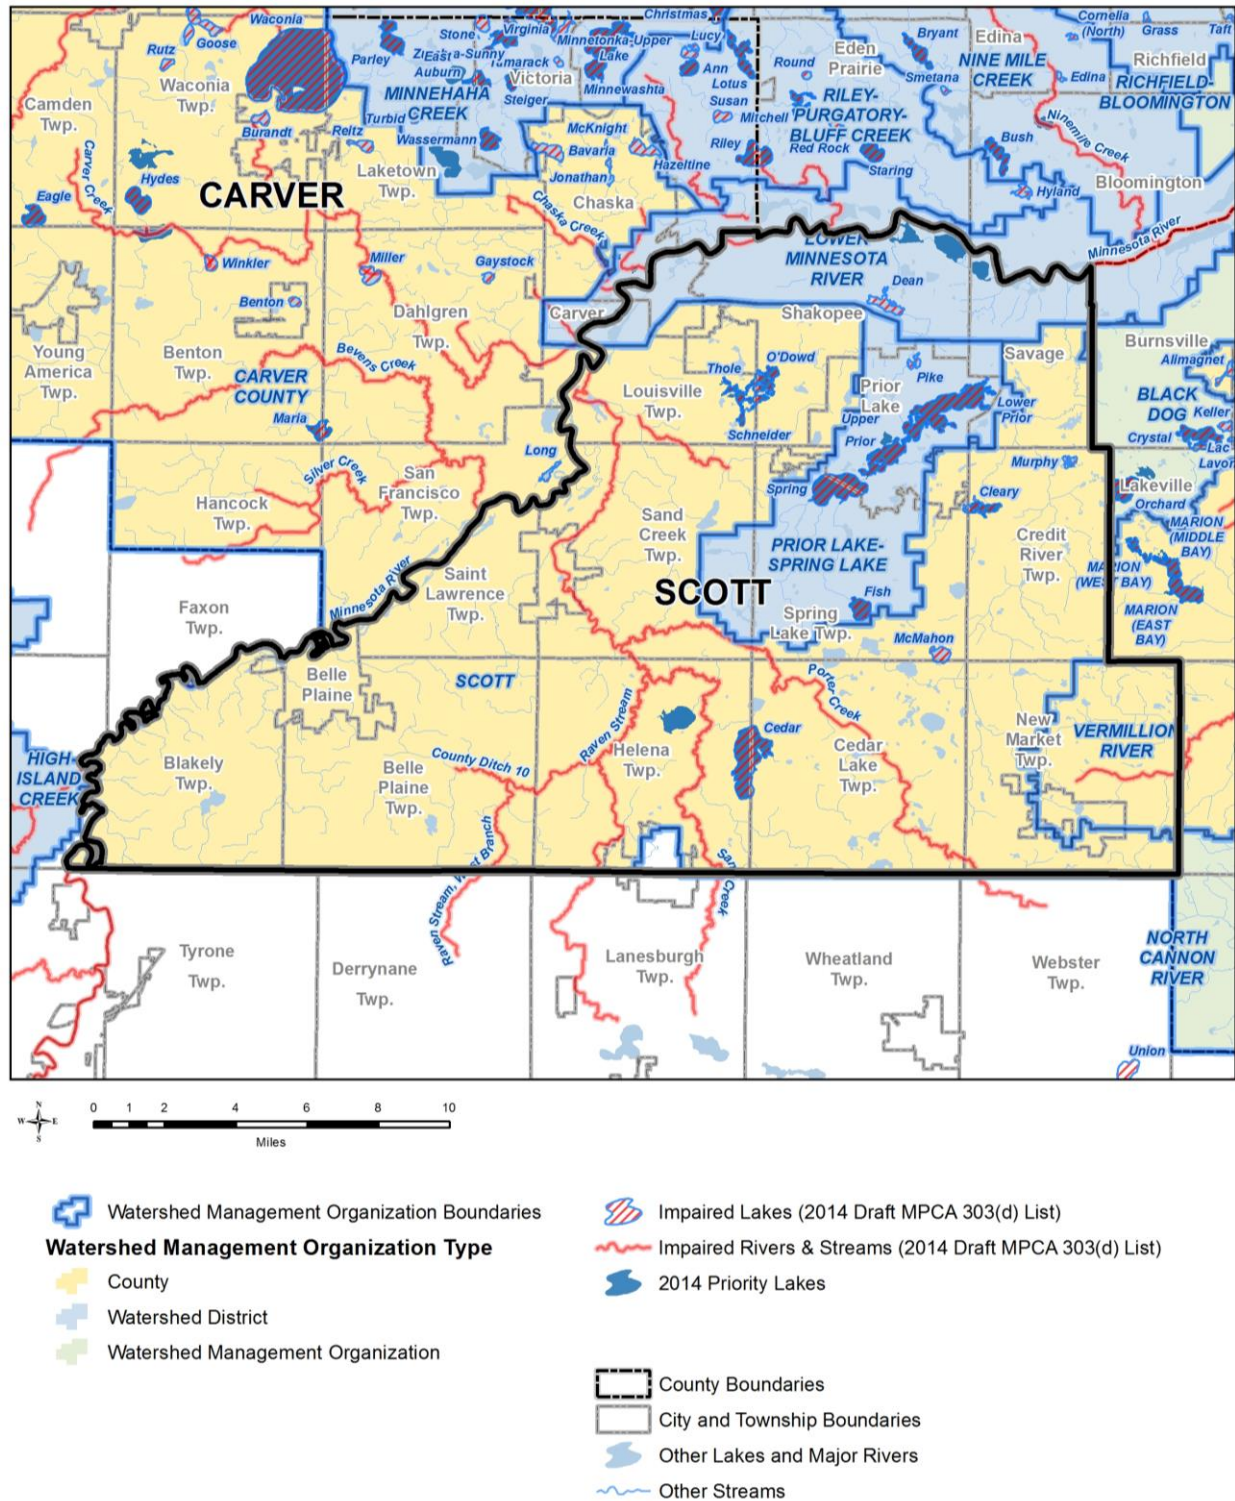 Christmas
Cornelia
(North)
Grass
Taft
Waconia
Stone
Virginia
Minnetonka-Upper
Lake
Lucy
Edina
Bryant
Rutz
Goose
Parley
Tamarack
Victoria
Eden
Prairie
NINE MILE
CREEK
Richfield
Auburn
Ann
Round
Smetana
Edina
RICHFIELD-
BLOOMINGTON
Waconia
Twp.
MINNEHAHA
CREEK
Steiger
Minnewashta
Lotus
Susan
RILEY-
PURGATORY-
BLUFF CREEK
Camden
Twp.
Turbid
Mitchell
Ninemile Creek
Burandt
Reitz
Wassermann
McKnight
Bavaria
Riley
Red Rock
Bush
Carver Creek
Hydes
Laketown
Twp.
Jonathan
Hazeltine
Staring
Hyland
Bloomington
Eagle
CARVER
Chaska
Chaska Creek
Minnesota River
Winkler
Miller
Gaystock
LOWER
MINNESOTA
RIVER
Dean
Benton
Dahlgren
Twp.
Carver
Shakopee
Burnsville
Young
America
Twp.
Benton
Twp.
Bevens Creek
CARVER
COUNTY
Louisville
Twp.
Thole
O'Dowd
Schneider
Prior
Lake
Pike
Savage
Alimagnet
BLACK
DOG
Keller
Maria
Upper
Prior
Lower
Prior
Crystal
Lac
Lavon
Long
Silver Creek
San
Francisco
Twp.
Spring
Murphy
Cleary
Lakeville
Orchard
Hancock
Twp.
Sand
Creek
Twp.
PRIOR LAKE-
SPRING LAKE
Credit
River
Twp.
MARION
(MIDDLE
BAY)
MARION
(WEST BAY)
MARION
(EAST
BAY)
Faxon
Twp.
Minnesota River
Saint
Lawrence
Twp.
SCOTT
Spring
Lake Twp.
Fish
McMahon
Belle
Plaine
SCOTT
Porter Creek
HIGH
ISLAND
CREEK
Blakely
Twp.
Belle
Plaine
Twp.
County Ditch 10
Raven Stream
Helena
Twp.
Cedar
Cedar
Lake
Twp.
New
Market
Twp.
VERMILLION
RIVER
Raven Stream, West Branch
Sand Creek
Tyrone
Twp.
Derrynane
Twp.
Lanesburgh
Twp.
Wheatland
Twp.
Webster
Twp.
NORTH
CANNON
RIVER
Union
N
W E
S
0 1 2 4 6 8 10
Miles
Watershed Management Organization Boundaries
Watershed Management Organization Type
County
Watershed District
Watershed Management Organization
Impaired Lakes (2014 Draft MPCA 303(d) List)
Impaired Rivers & Streams (2014 Draft MPCA 303(d) List)
2014 Priority Lakes
County Boundaries
City and Township Boundaries
Other Lakes and Major Rivers
Other Streams